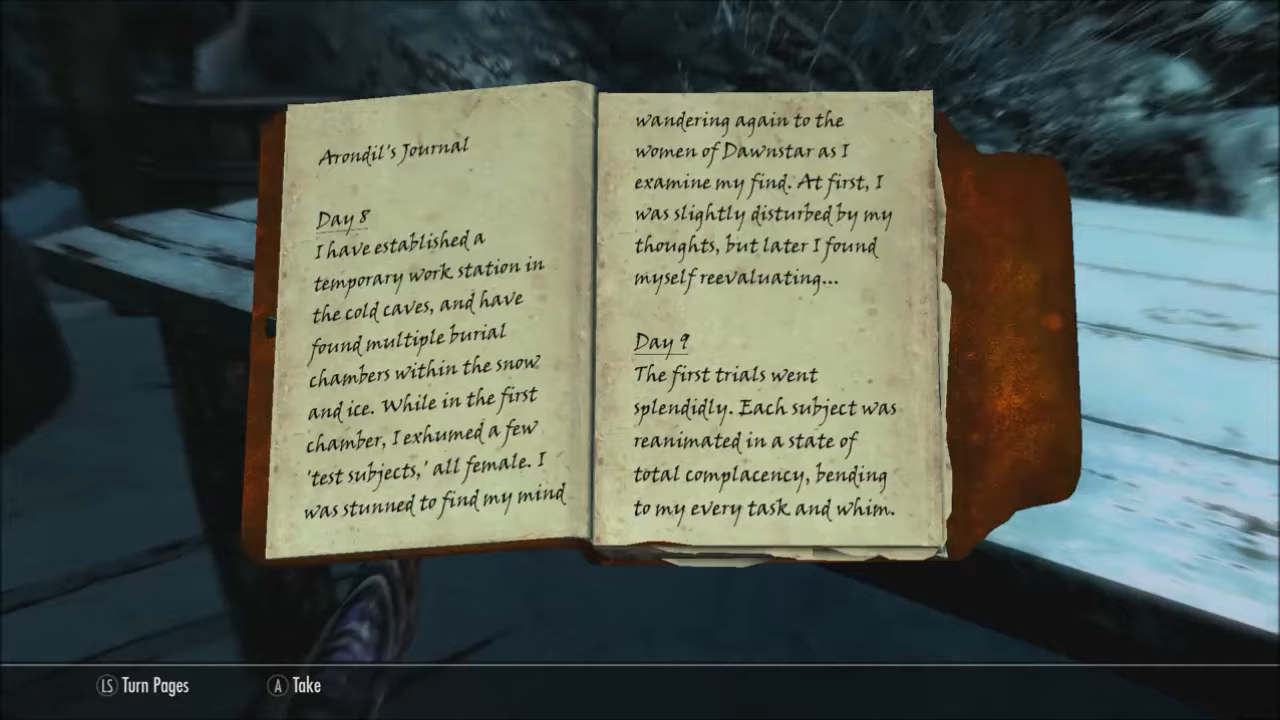 Arondil's Journal
Day 8
I have established a
temporary work station in
the cold caves, and have
found multiple burial
chambers within the snow
and ice. While in the first
chamber, I exhumed a few
'test subjects,' all female. I
was stunned to find my mind
wandering again to the
women of Dawnstar as I
examine my find. At first, I
was slightly disturbed by my
thoughts, but later I found
myself reevaluating...
Day 9
The first trials went
splendidly. Each subject was
reanimated in a state of
total complacency, bending
to my every task and whim.
LS Turn Pages
A Take